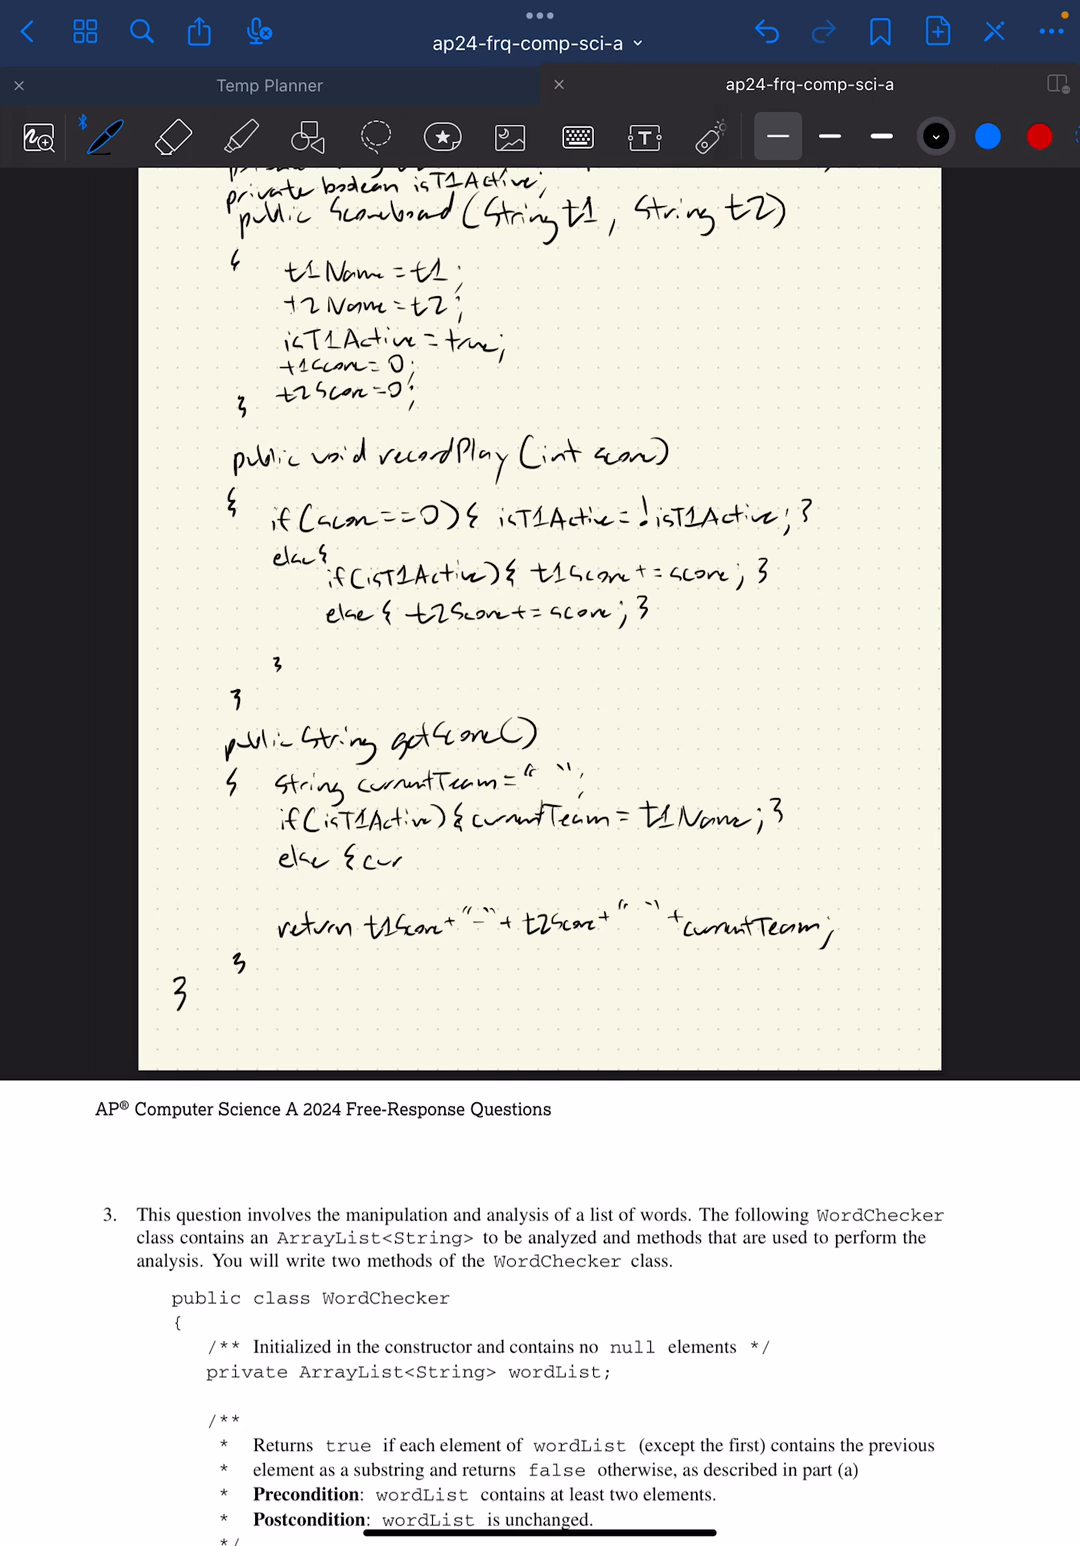 ap24-frq-comp-sci-a
Temp Planner
ap24-frq-comp-sci-a
private boolean isT1Active;
public Scoreboard (String t1, String t2)
{
t1Name = t1;
t2Name = t2;
isT1Active = true;
t1Score = 0;
t2Score = 0;
}
public void recordPlay (int score)
{
if (score == 0) { isT1Active = !isT1Active; }
else {
if (isT1Active) { t1Score += score; }
else { t2Score += score; }
}
}
public String getScore()
{ String currentTeam = " ";
if (isT1Active) { currentTeam = t1Name; }
else { cur
return t1Score + "-" + t2Score + " " + currentTeam;
}
}
AP® Computer Science A 2024 Free-Response Questions
3. This question involves the manipulation and analysis of a list of words. The following WordChecker
class contains an ArrayList<String> to be analyzed and methods that are used to perform the
analysis. You will write two methods of the WordChecker class.
public class WordChecker
{
/** Initialized in the constructor and contains no null elements */
private ArrayList<String> wordList;
/**
* Returns true if each element of wordList (except the first) contains the previous
* element as a substring and returns false otherwise, as described in part (a)
* Precondition: wordList contains at least two elements.
* Postcondition: wordList is unchanged.
*/